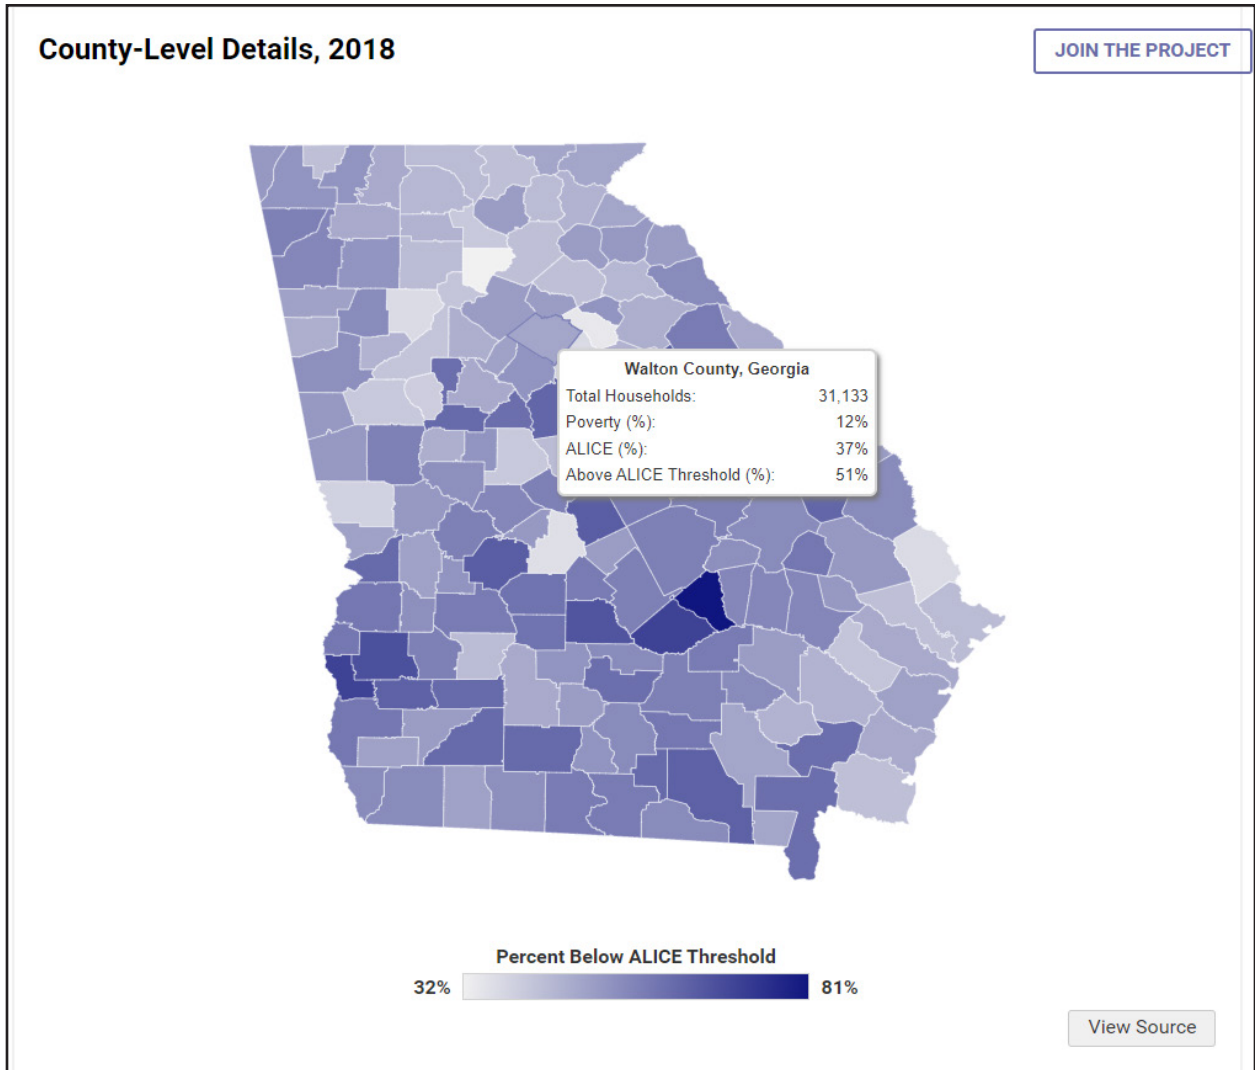 County-Level Details, 2018
JOIN THE PROJECT
Walton County, Georgia
Total Households: 31,133
Poverty (%): 12%
ALICE (%): 37%
Above ALICE Threshold (%): 51%
Percent Below ALICE Threshold
32% 81%
View Source